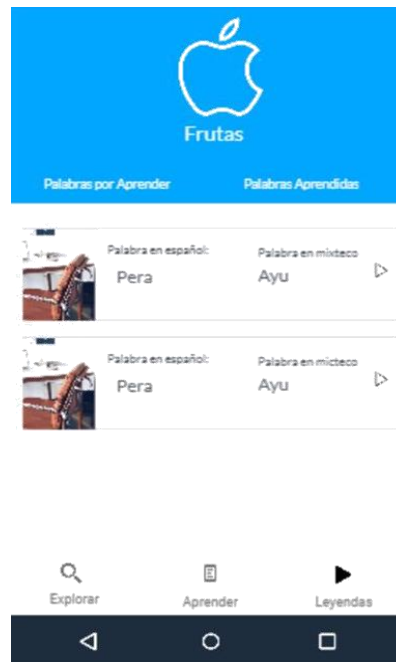 Frutas
Palabras por Aprender Palabras Aprendidas
Palabra en español: Palabra en mixteco
Pera Ayu
Palabra en español: Palabra en micteco
Pera Ayu
Explorar Aprender Leyendas